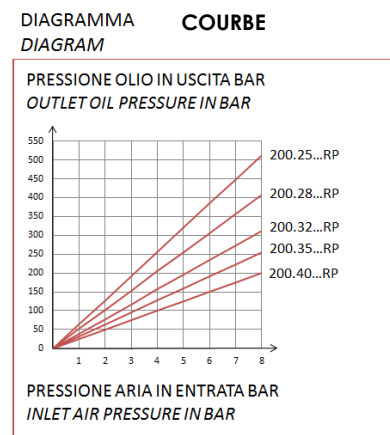 DIAGRAMMA COURBE
DIAGRAM
PRESSIONE OLIO IN USCITA BAR
OUTLET OIL PRESSURE IN BAR
550
500
450
400
350
300
250
200
150
100
50
0
200.25...RP
200.28...RP
200.32...RP
200.35...RP
200.40...RP
1 2 3 4 5 6 7 8
PRESSIONE ARIA IN ENTRATA BAR
INLET AIR PRESSURE IN BAR